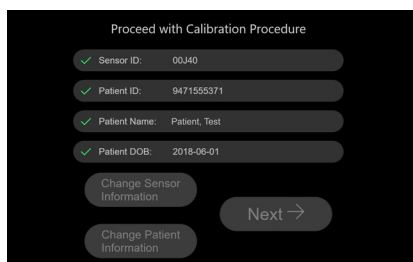 Proceed with Calibration Procedure
Sensor ID: 00J40
Patient ID: 9471555371
Patient Name: Patient, Test
Patient DOB: 2018-06-01
Change Sensor
Information
Next →
Change Patient
Information